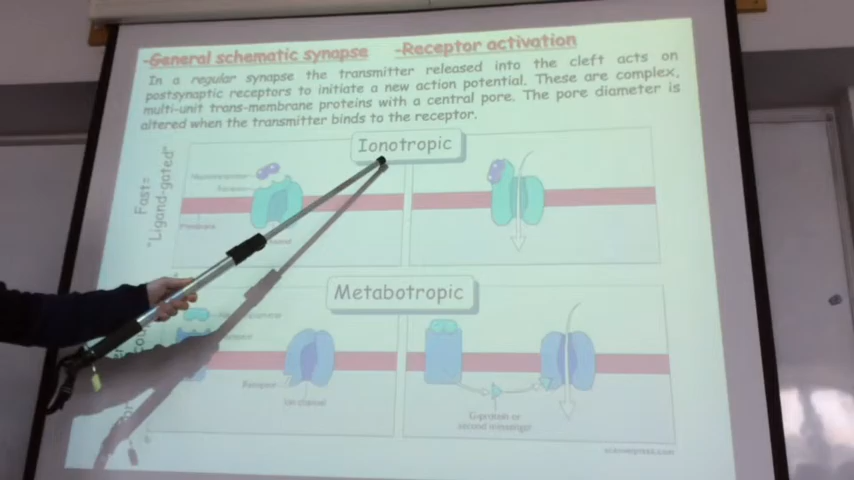 -General schematic synapse -Receptor activation
In a regular synapse the transmitter released into the cleft acts on
postsynaptic receptors to initiate a new action potential. These are complex,
multi-unit trans-membrane proteins with a central pore. The pore diameter is
altered when the transmitter binds to the receptor.
Ionotropic
Fast=
"Ligand-gated"
Metabotropic
Ion channel
G-protein or
second messenger